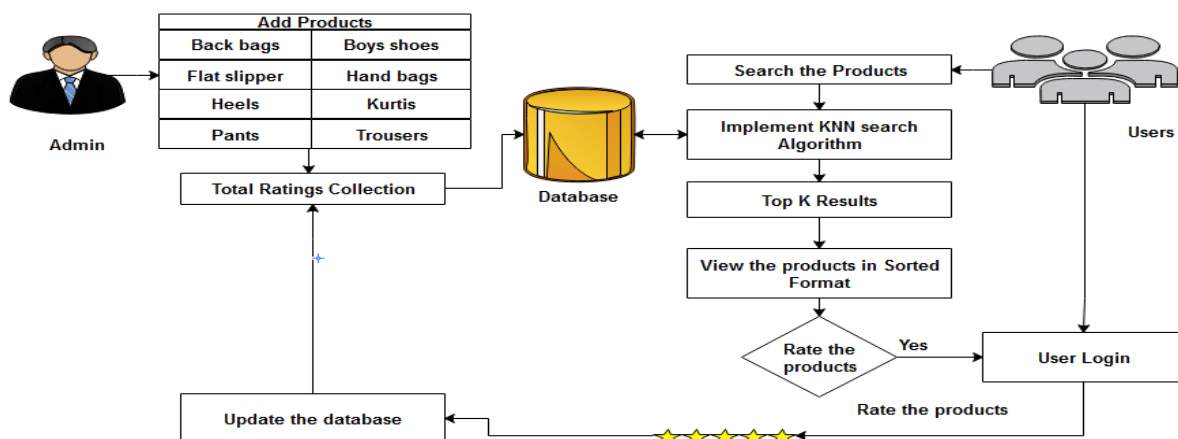 Add Products
Back bags
Boys shoes
Flat slipper
Hand bags
Heels
Kurtis
Pants
Trousers
Admin
Total Ratings Collection
Database
Search the Products
Implement KNN search
Algorithm
Top K Results
View the products in Sorted
Format
Rate the
products
Yes
Users
User Login
Rate the products
Update the database